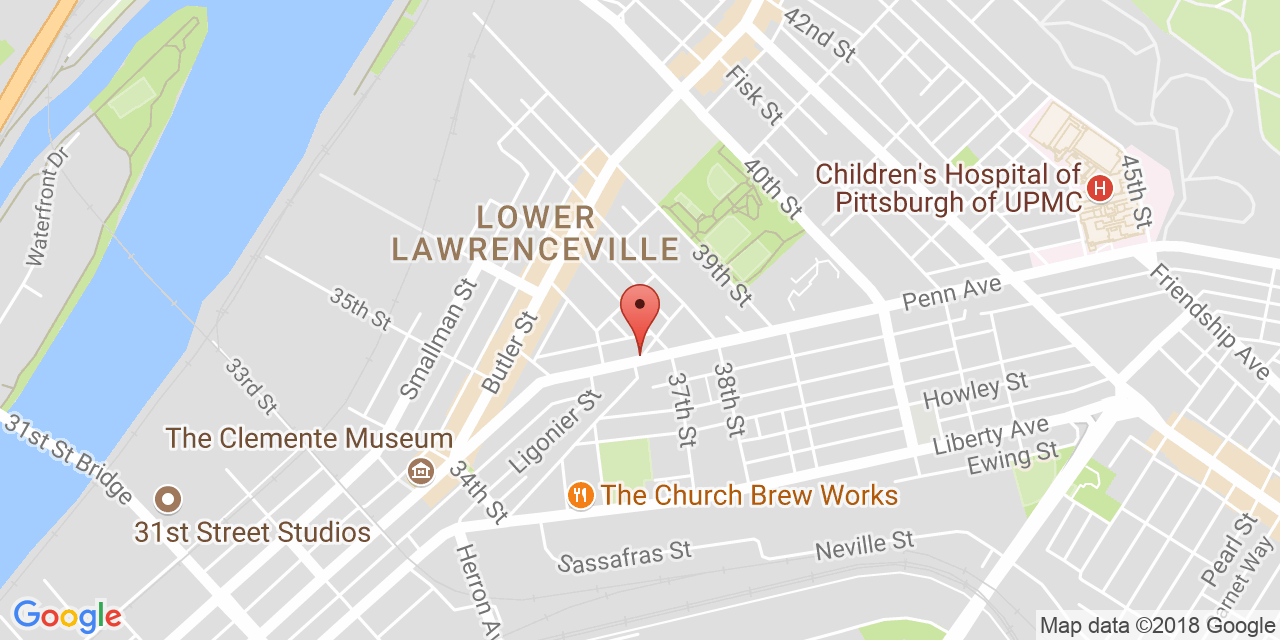 42nd St
Fisk St
40th St
Children's Hospital of
Pittsburgh of UPMC
45th St
Waterfront Dr
LOWER
LAWRENCEVILLE
39th St
Penn Ave
Friendship Ave
35th St
Smallman St
Butler St
33rd St
37th St
38th St
Howley St
Ligonier St
Liberty Ave
Ewing St
31st St Bridge
The Clemente Museum
34th St
The Church Brew Works
31st Street Studios
Sassafras St
Neville St
Herron Av
Pearl St
arnet Way
Google
Map data ©2018 Google